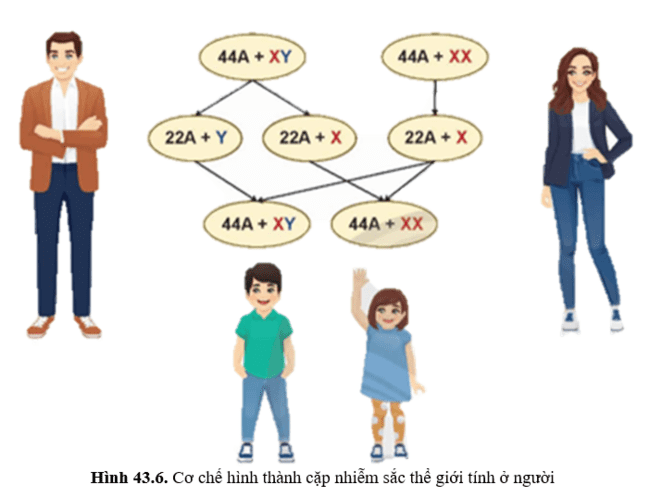 44A + XY
44A + XX
22A + Y
22A + X
22A + X
44A + XY
44A + XX
Hình 43.6. Cơ chế hình thành cặp nhiễm sắc thể giới tính ở người